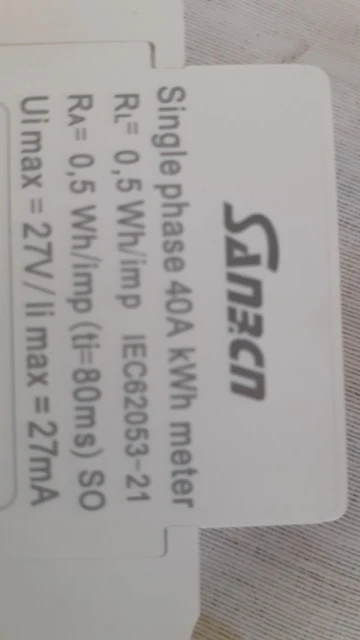 SANECN
Single phase 40A kWh meter
RL= 0,5 Wh/imp IEC62053-21
RA= 0,5 Wh/imp (ti=80ms) SO
Ui max = 27V/Ii max = 27mA